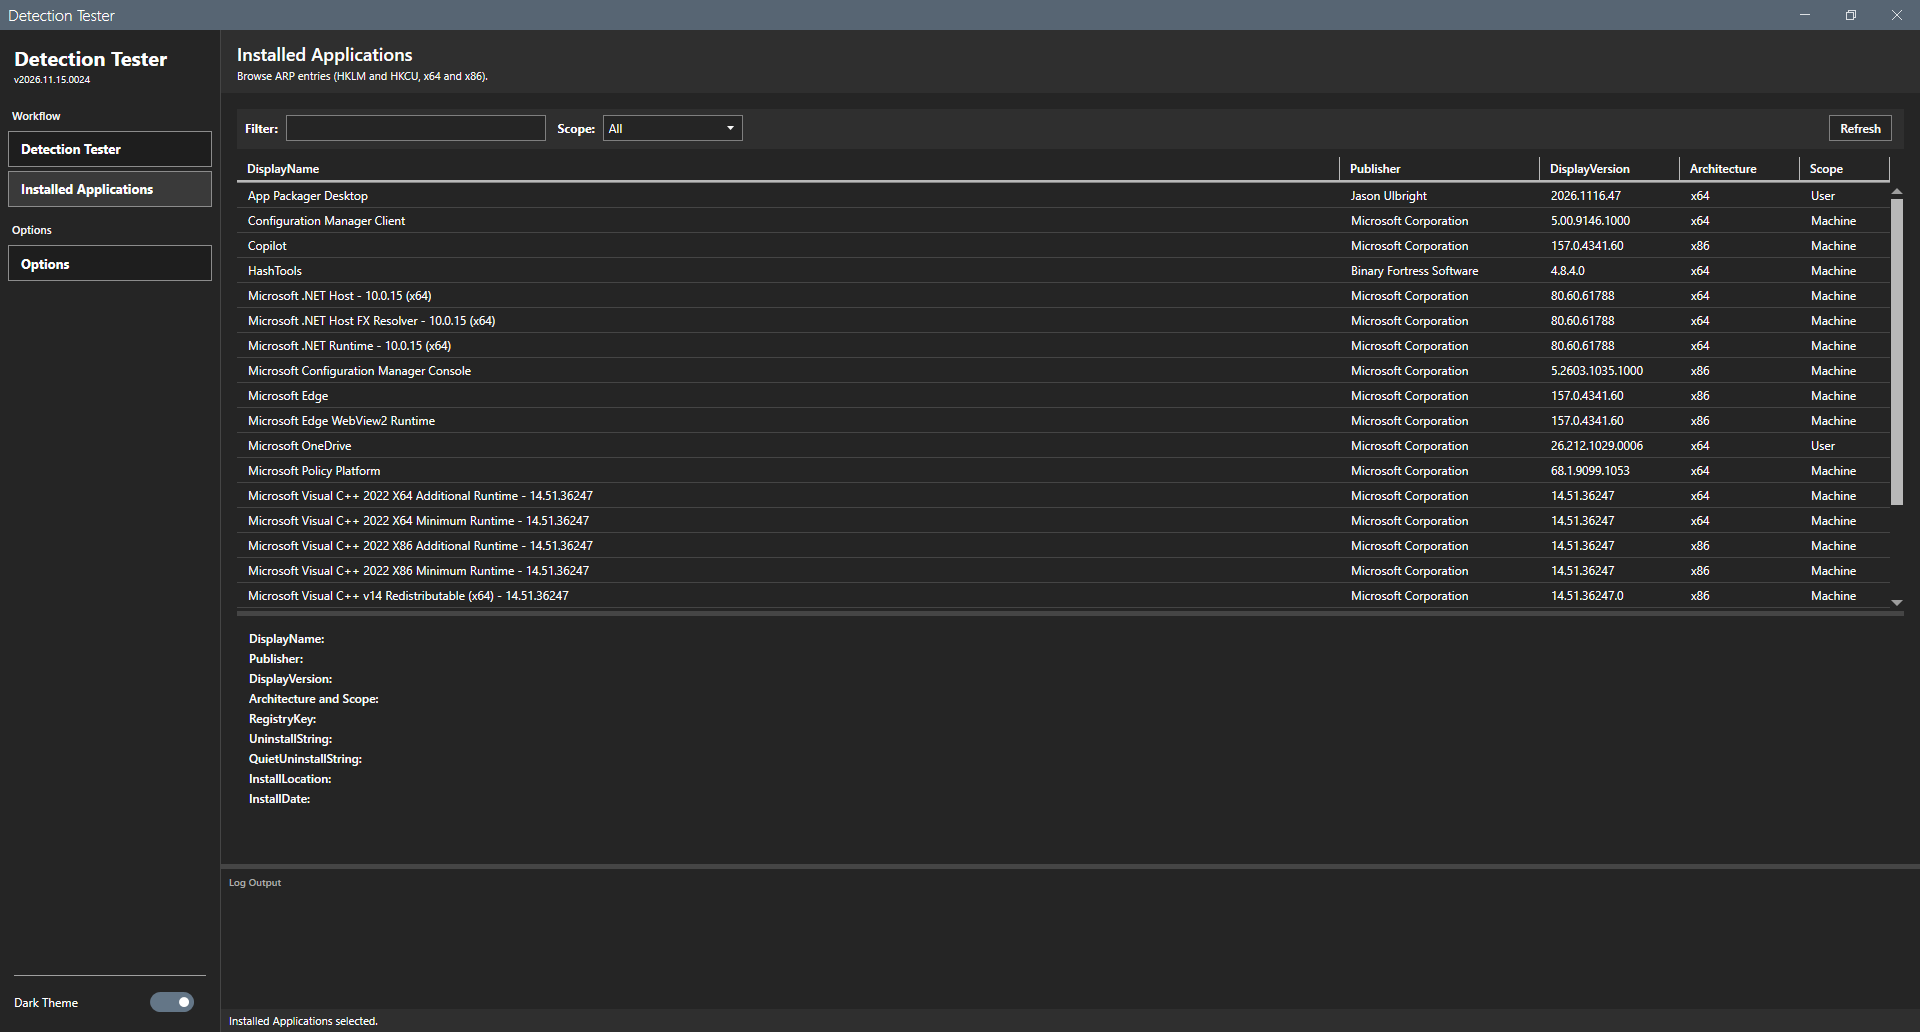 Detection Tester
Detection Tester
v2026.11.15.0024
Workflow
Detection Tester
Installed Applications
Options
Options
Dark Theme
Installed Applications
Browse ARP entries (HKLM and HKCU, x64 and x86).
Filter: Scope: All Refresh
DisplayName Publisher DisplayVersion Architecture Scope
App Packager Desktop Jason Ulbright 2026.1116.47 x64 User
Configuration Manager Client Microsoft Corporation 5.00.9146.1000 x64 Machine
Copilot Microsoft Corporation 157.0.4341.60 x86 Machine
HashTools Binary Fortress Software 4.8.4.0 x64 Machine
Microsoft .NET Host - 10.0.15 (x64) Microsoft Corporation 80.60.61788 x64 Machine
Microsoft .NET Host FX Resolver - 10.0.15 (x64) Microsoft Corporation 80.60.61788 x64 Machine
Microsoft .NET Runtime - 10.0.15 (x64) Microsoft Corporation 80.60.61788 x64 Machine
Microsoft Configuration Manager Console Microsoft Corporation 5.2603.1035.1000 x86 Machine
Microsoft Edge Microsoft Corporation 157.0.4341.60 x86 Machine
Microsoft Edge WebView2 Runtime Microsoft Corporation 157.0.4341.60 x86 Machine
Microsoft OneDrive Microsoft Corporation 26.212.1029.0006 x64 User
Microsoft Policy Platform Microsoft Corporation 68.1.9099.1053 x64 Machine
Microsoft Visual C++ 2022 X64 Additional Runtime - 14.51.36247 Microsoft Corporation 14.51.36247 x64 Machine
Microsoft Visual C++ 2022 X64 Minimum Runtime - 14.51.36247 Microsoft Corporation 14.51.36247 x64 Machine
Microsoft Visual C++ 2022 X86 Additional Runtime - 14.51.36247 Microsoft Corporation 14.51.36247 x86 Machine
Microsoft Visual C++ 2022 X86 Minimum Runtime - 14.51.36247 Microsoft Corporation 14.51.36247 x86 Machine
Microsoft Visual C++ v14 Redistributable (x64) - 14.51.36247 Microsoft Corporation 14.51.36247.0 x86 Machine
DisplayName:
Publisher:
DisplayVersion:
Architecture and Scope:
RegistryKey:
UninstallString:
QuietUninstallString:
InstallLocation:
InstallDate:
Log Output
Installed Applications selected.